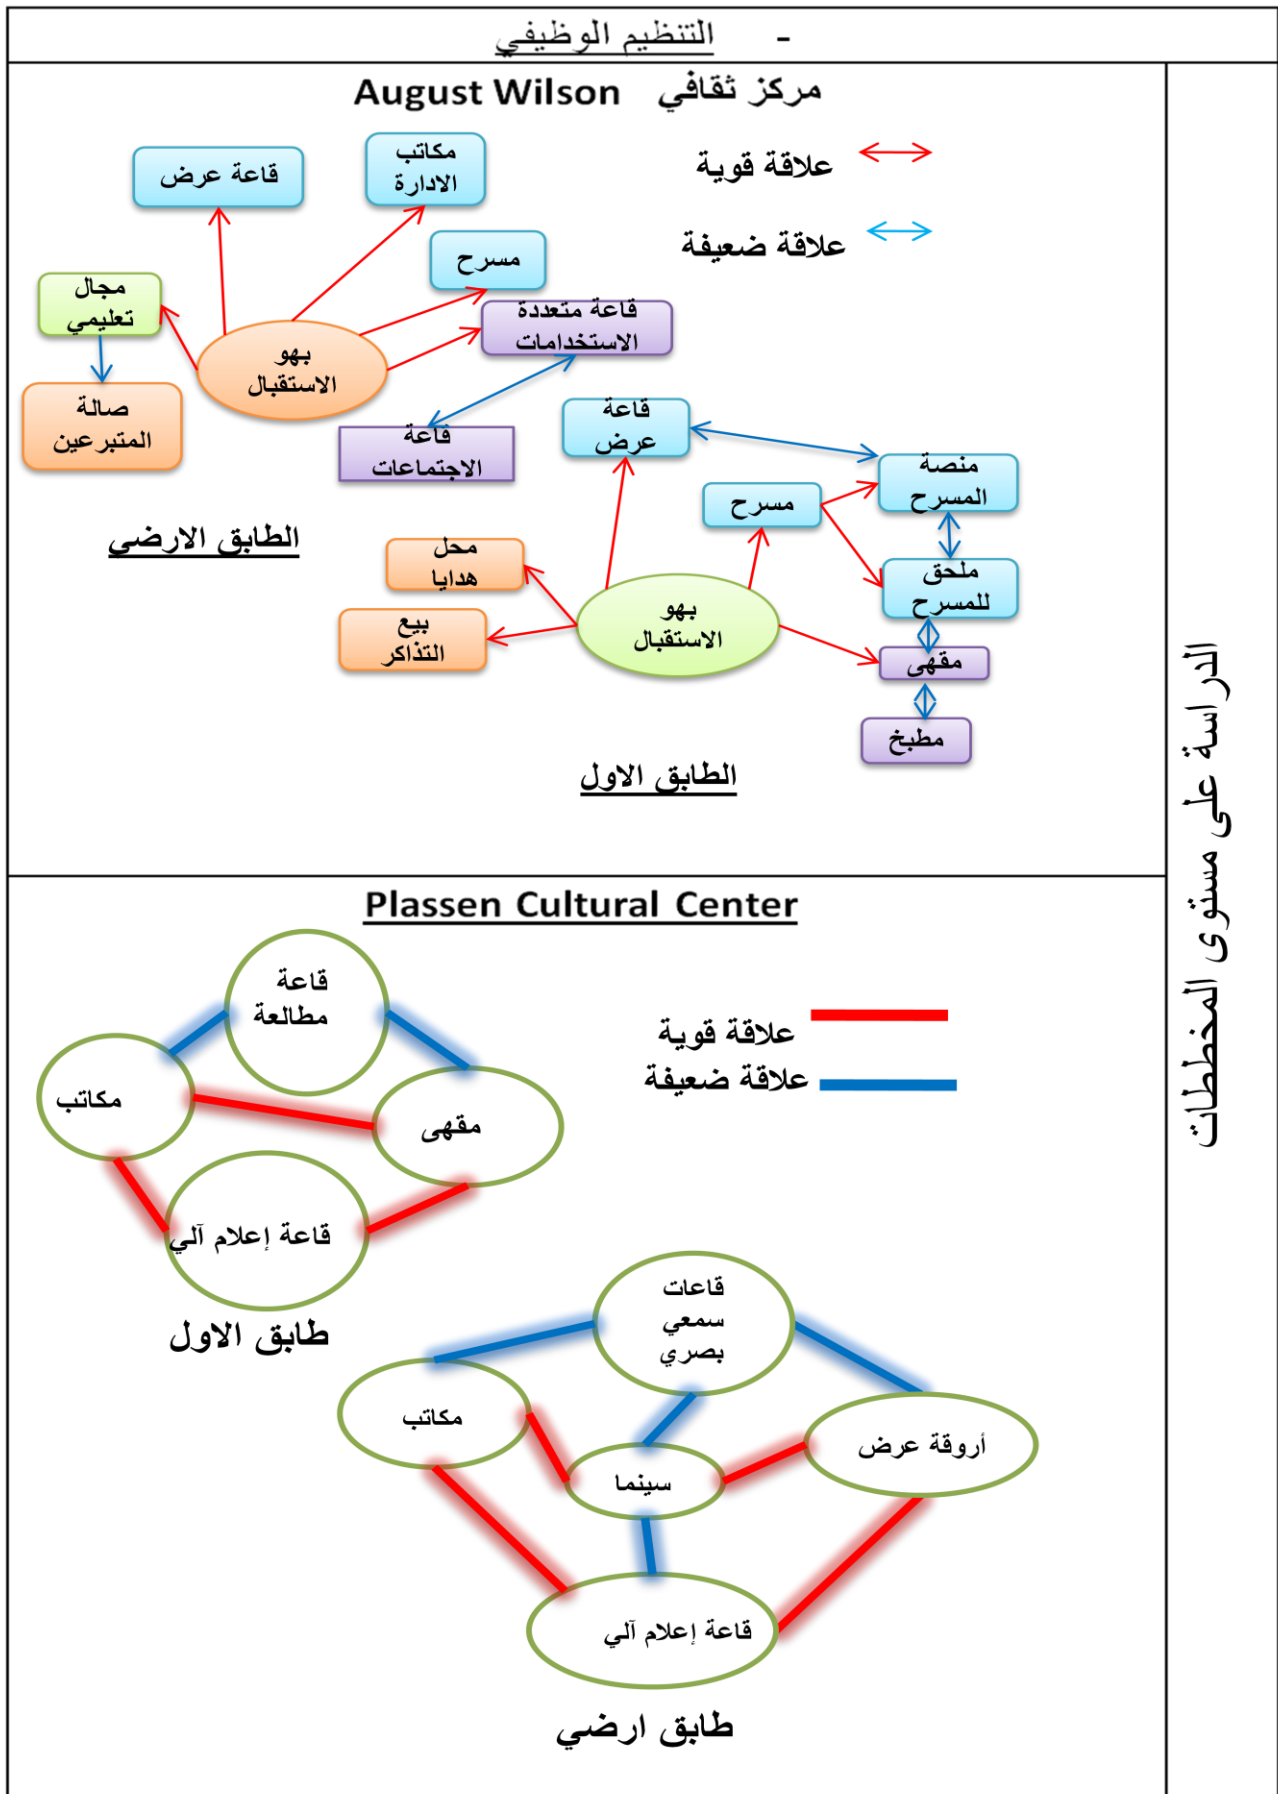 - التنظيم الوظيفي
الدراسة على مستوى المخططات
مركز ثقافي August Wilson
علاقة قوية
علاقة ضعيفة
قاعة عرض
مكاتب
الادارة
مسرح
مجال
تعليمي
قاعة متعددة
الاستخدامات
بهو
الاستقبال
صالة
المتبرعين
قاعة
الاجتماعات
الطابق الارضي
قاعة
عرض
منصة
المسرح
مسرح
محل
هدايا
ملحق
للمسرح
بهو
الاستقبال
بيع
التذاكر
مقهى
مطبخ
الطابق الاول
Plassen Cultural Center
علاقة قوية
علاقة ضعيفة
قاعة
مطالعة
مكاتب
مقهى
قاعة إعلام آلي
طابق الاول
قاعات
سمعي
بصري
مكاتب
أروقة عرض
سينما
قاعة إعلام آلي
طابق ارضي